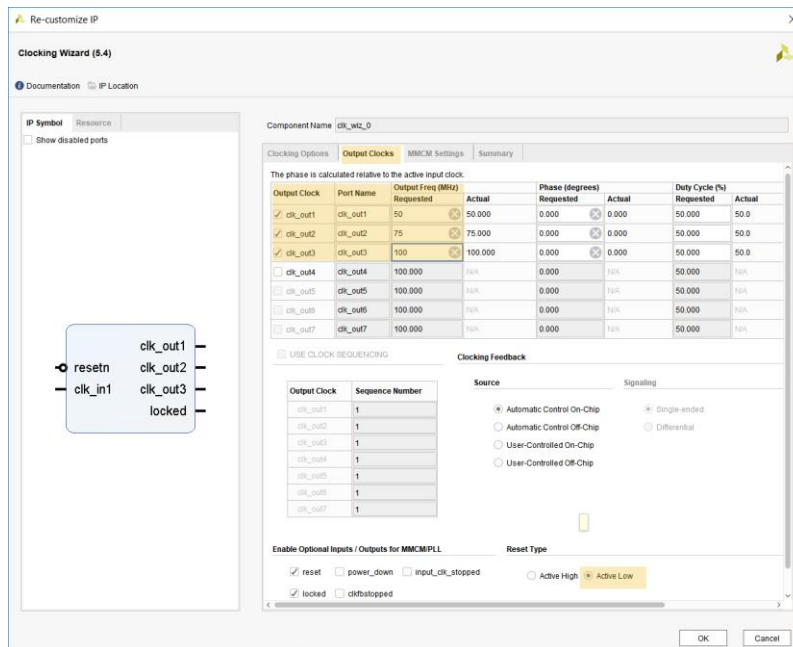 Re-customize IP
Clocking Wizard (5.4)
Documentation IP Location
IP Symbol Resource
Show disabled ports
resetn
clk_in1
clk_out1
clk_out2
clk_out3
locked
Component Name clk_wiz_0
Clocking Options Output Clocks MMCM Settings Summary
The phase is calculated relative to the active input clock.
Output Clock Port Name Output Freq (MHz) Phase (degrees) Duty Cycle (%)
Requested Actual Requested Actual Requested Actual
clk_out1 clk_out1 50 50.000 0.000 0.000 50.000 50.0
clk_out2 clk_out2 75 75.000 0.000 0.000 50.000 50.0
clk_out3 clk_out3 100 100.000 0.000 0.000 50.000 50.0
clk_out4 clk_out4 100.000 N/A 0.000 N/A 50.000 N/A
clk_out5 clk_out5 100.000 N/A 0.000 N/A 50.000 N/A
clk_out6 clk_out6 100.000 N/A 0.000 N/A 50.000 N/A
clk_out7 clk_out7 100.000 N/A 0.000 N/A 50.000 N/A
USE CLOCK SEQUENCING
Output Clock Sequence Number
clk_out1 1
clk_out2 1
clk_out3 1
clk_out4 1
clk_out5 1
clk_out6 1
clk_out7 1
Clocking Feedback
Source Signaling
Automatic Control On-Chip Single-ended
Automatic Control Off-Chip Differential
User-Controlled On-Chip
User-Controlled Off-Chip
Enable Optional Inputs / Outputs for MMCM/PLL
reset power_down input_clk_stopped
locked clkfbstopped
Reset Type
Active High Active Low
OK Cancel